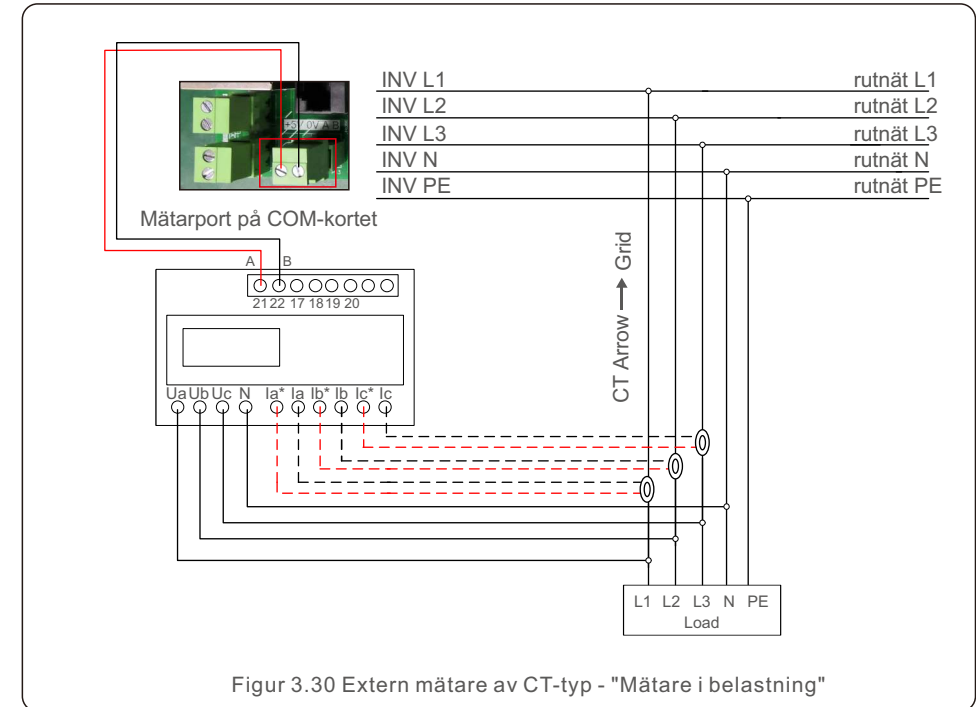 INV L1 rutnät L1
INV L2 rutnät L2
INV L3 rutnät L3
INV N rutnät N
INV PE rutnät PE
+5V 0V A B
Mätarport på COM-kortet
A B
21 22 17 18 19 20
CT Arrow → Grid
Ua Ub Uc N Ia* Ia Ib* Ib Ic* Ic
L1 L2 L3 N PE
Load
Figur 3.30 Extern mätare av CT-typ - "Mätare i belastning"